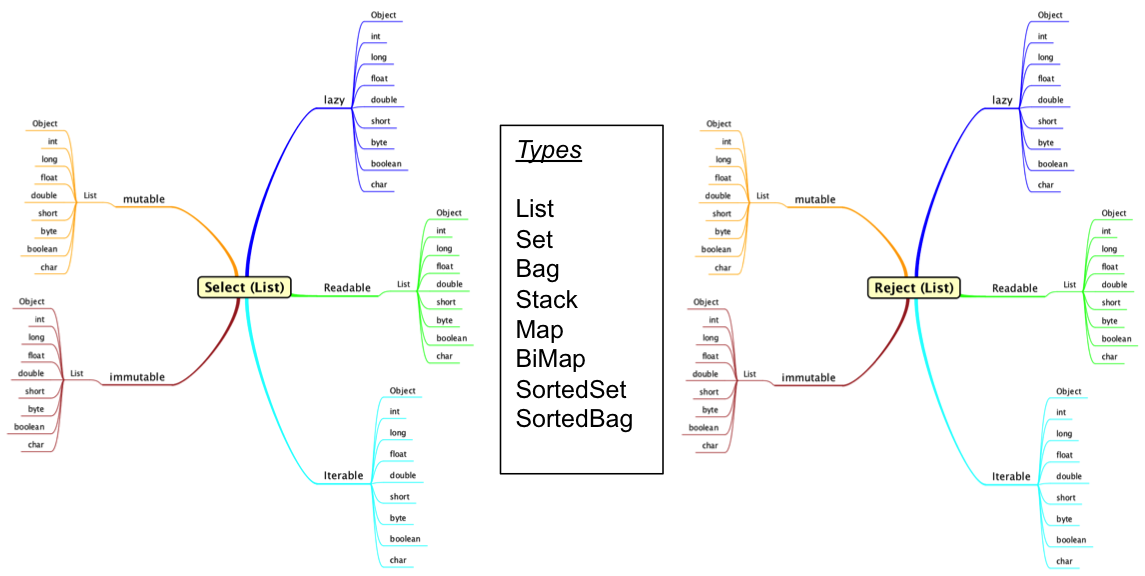 Select (List)
lazy
Object
int
long
float
double
short
byte
boolean
char
mutable
List
Object
int
long
float
double
short
byte
boolean
char
Readable
List
Object
int
long
float
double
short
byte
boolean
char
immutable
List
Object
int
long
float
double
short
byte
boolean
char
Iterable
Object
int
long
float
double
short
byte
boolean
char
Types
List
Set
Bag
Stack
Map
BiMap
SortedSet
SortedBag
Reject (List)
lazy
Object
int
long
float
double
short
byte
boolean
char
mutable
List
Object
int
long
float
double
short
byte
boolean
char
Readable
List
Object
int
long
float
double
short
byte
boolean
char
immutable
List
Object
int
long
float
double
short
byte
boolean
char
Iterable
Object
int
long
float
double
short
byte
boolean
char